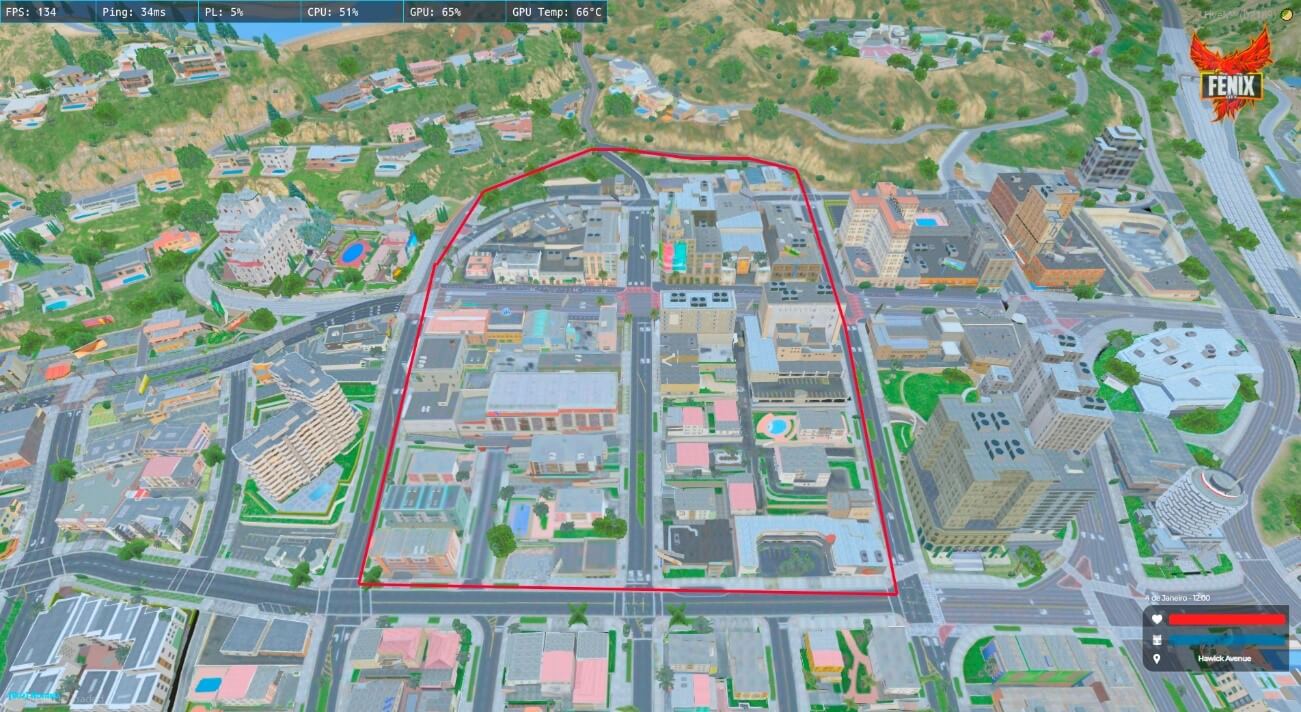 FPS: 134 Ping: 34ms PL: 5% CPU: 51% GPU: 65% GPU Temp: 66°C
FENIX
4 de Janeiro - 12:00
Hawick Avenue